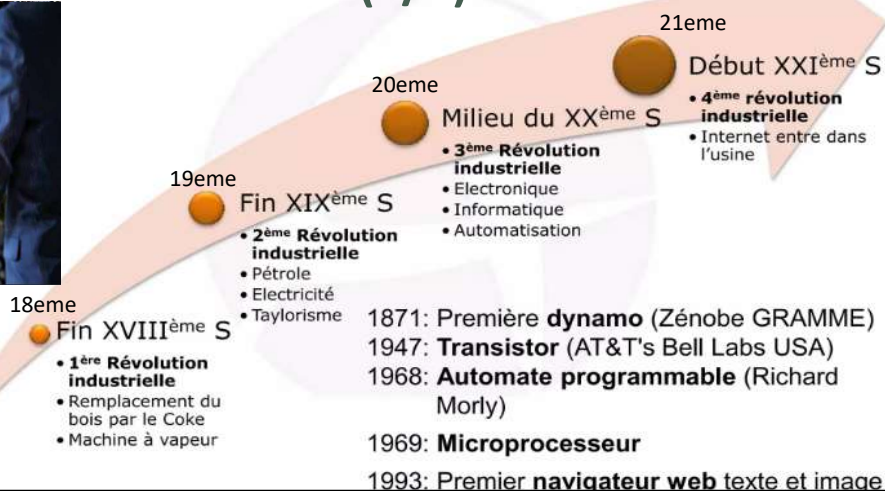 21eme
Début XXIème S
• 4ème révolution
industrielle
• Internet entre dans
l'usine
20eme
Milieu du XXème S
• 3ème Révolution
industrielle
• Electronique
• Informatique
• Automatisation
19eme
Fin XIXème S
• 2ème Révolution
industrielle
• Pétrole
• Electricité
• Taylorisme
18eme
Fin XVIIIème S
• 1ère Révolution
industrielle
• Remplacement du
bois par le Coke
• Machine à vapeur
1871: Première dynamo (Zénobe GRAMME)
1947: Transistor (AT&T's Bell Labs USA)
1968: Automate programmable (Richard
Morly)
1969: Microprocesseur
1993: Premier navigateur web texte et image